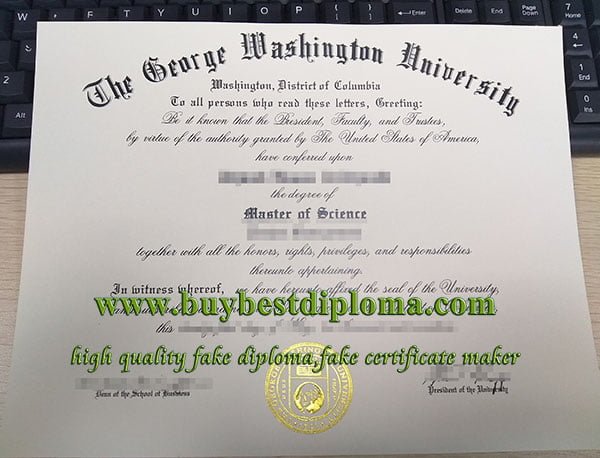 The George Washington University
Washington, District of Columbia
To all persons who read these letters, Greeting:
Be it known that the President, Faculty, and Trustees,
by virtue of the authority granted by The United States of America,
have conferred upon
the degree of
Master of Science
together with all the honors, rights, privileges, and responsibilities
thereunto appertaining.
In witness whereof, we have hereunto affixed the seal of the University,
www.buybestdiploma.com
this
high quality fake diploma,fake certificate maker
Dean of the School of Business
President of the University